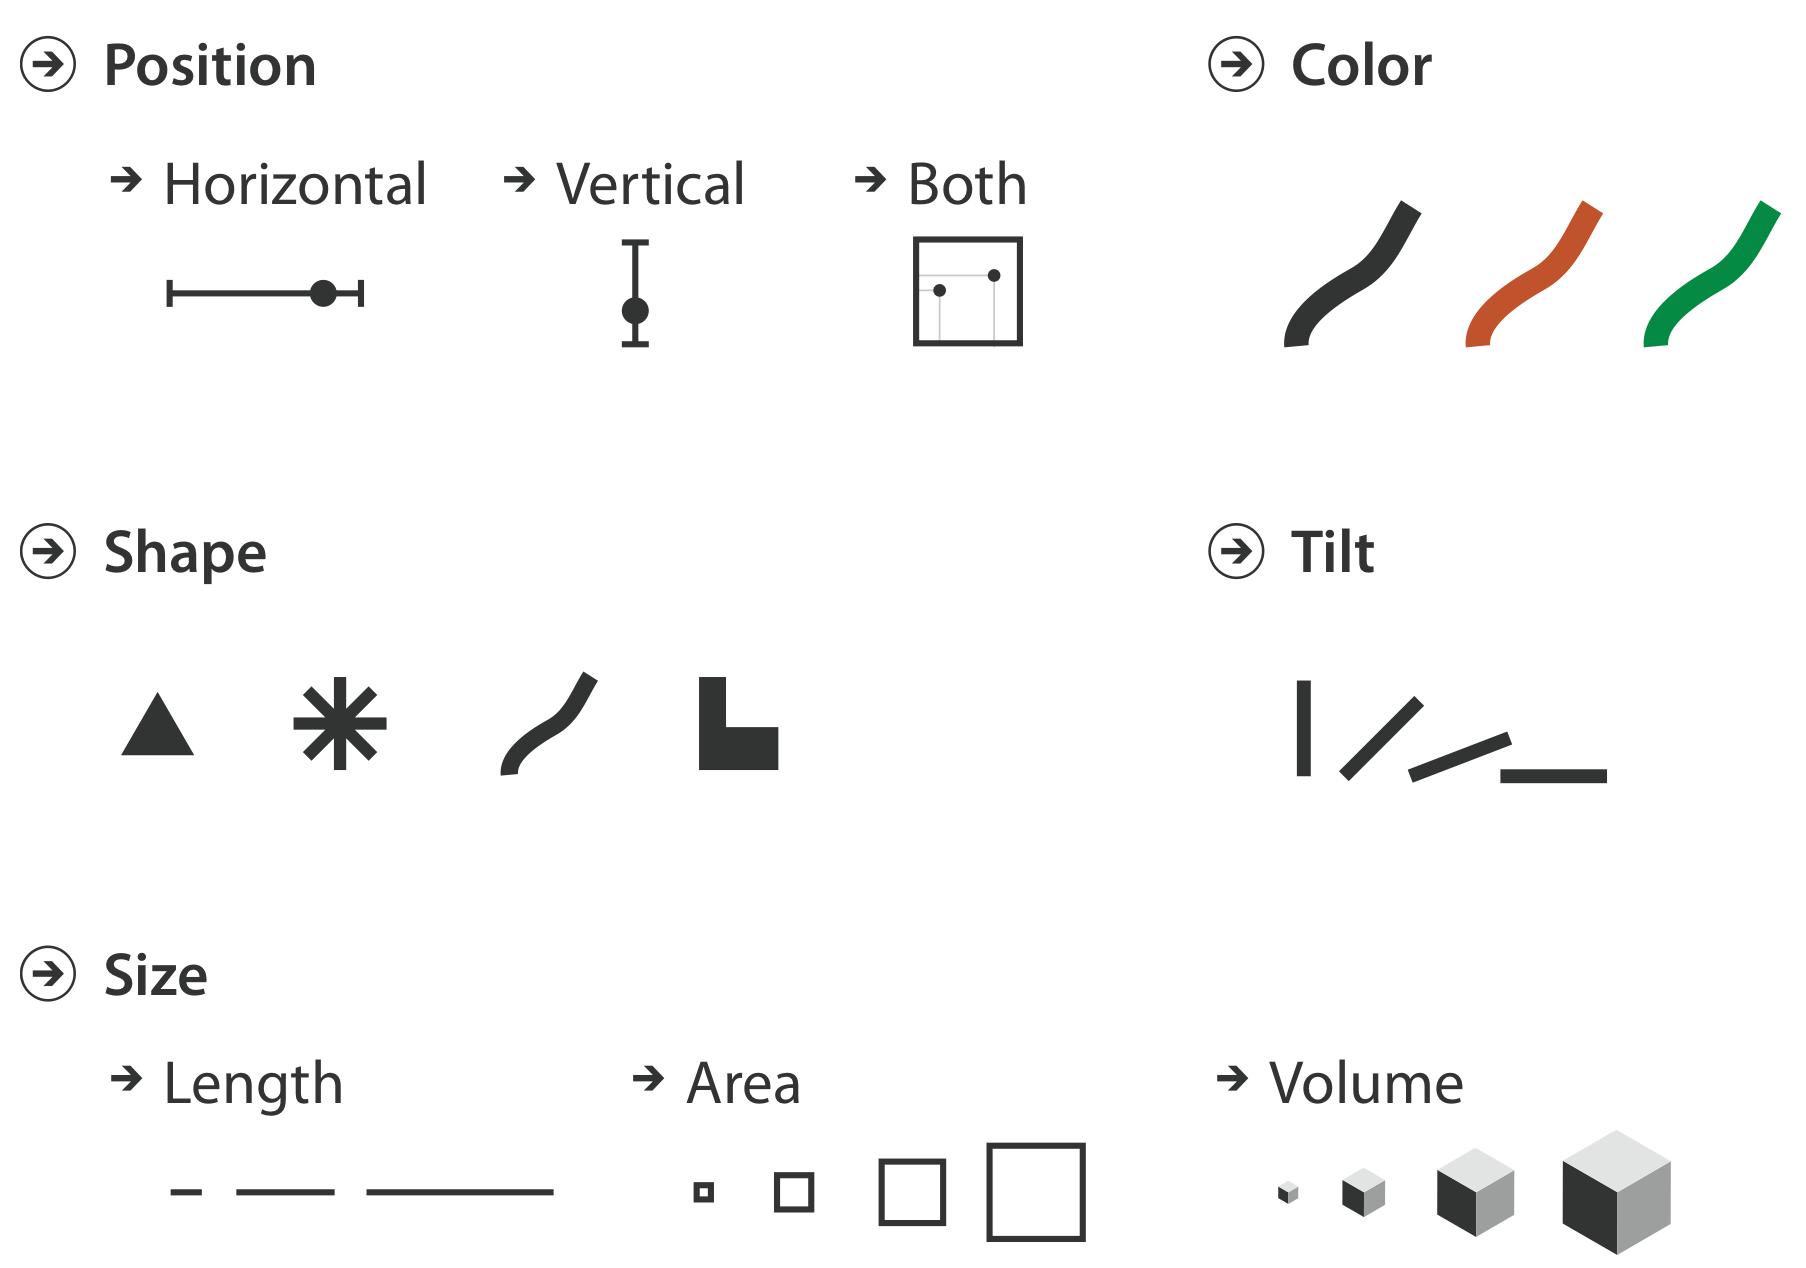 Position
Color
Horizontal
Vertical
Both
Shape
Tilt
Size
Length
Area
Volume